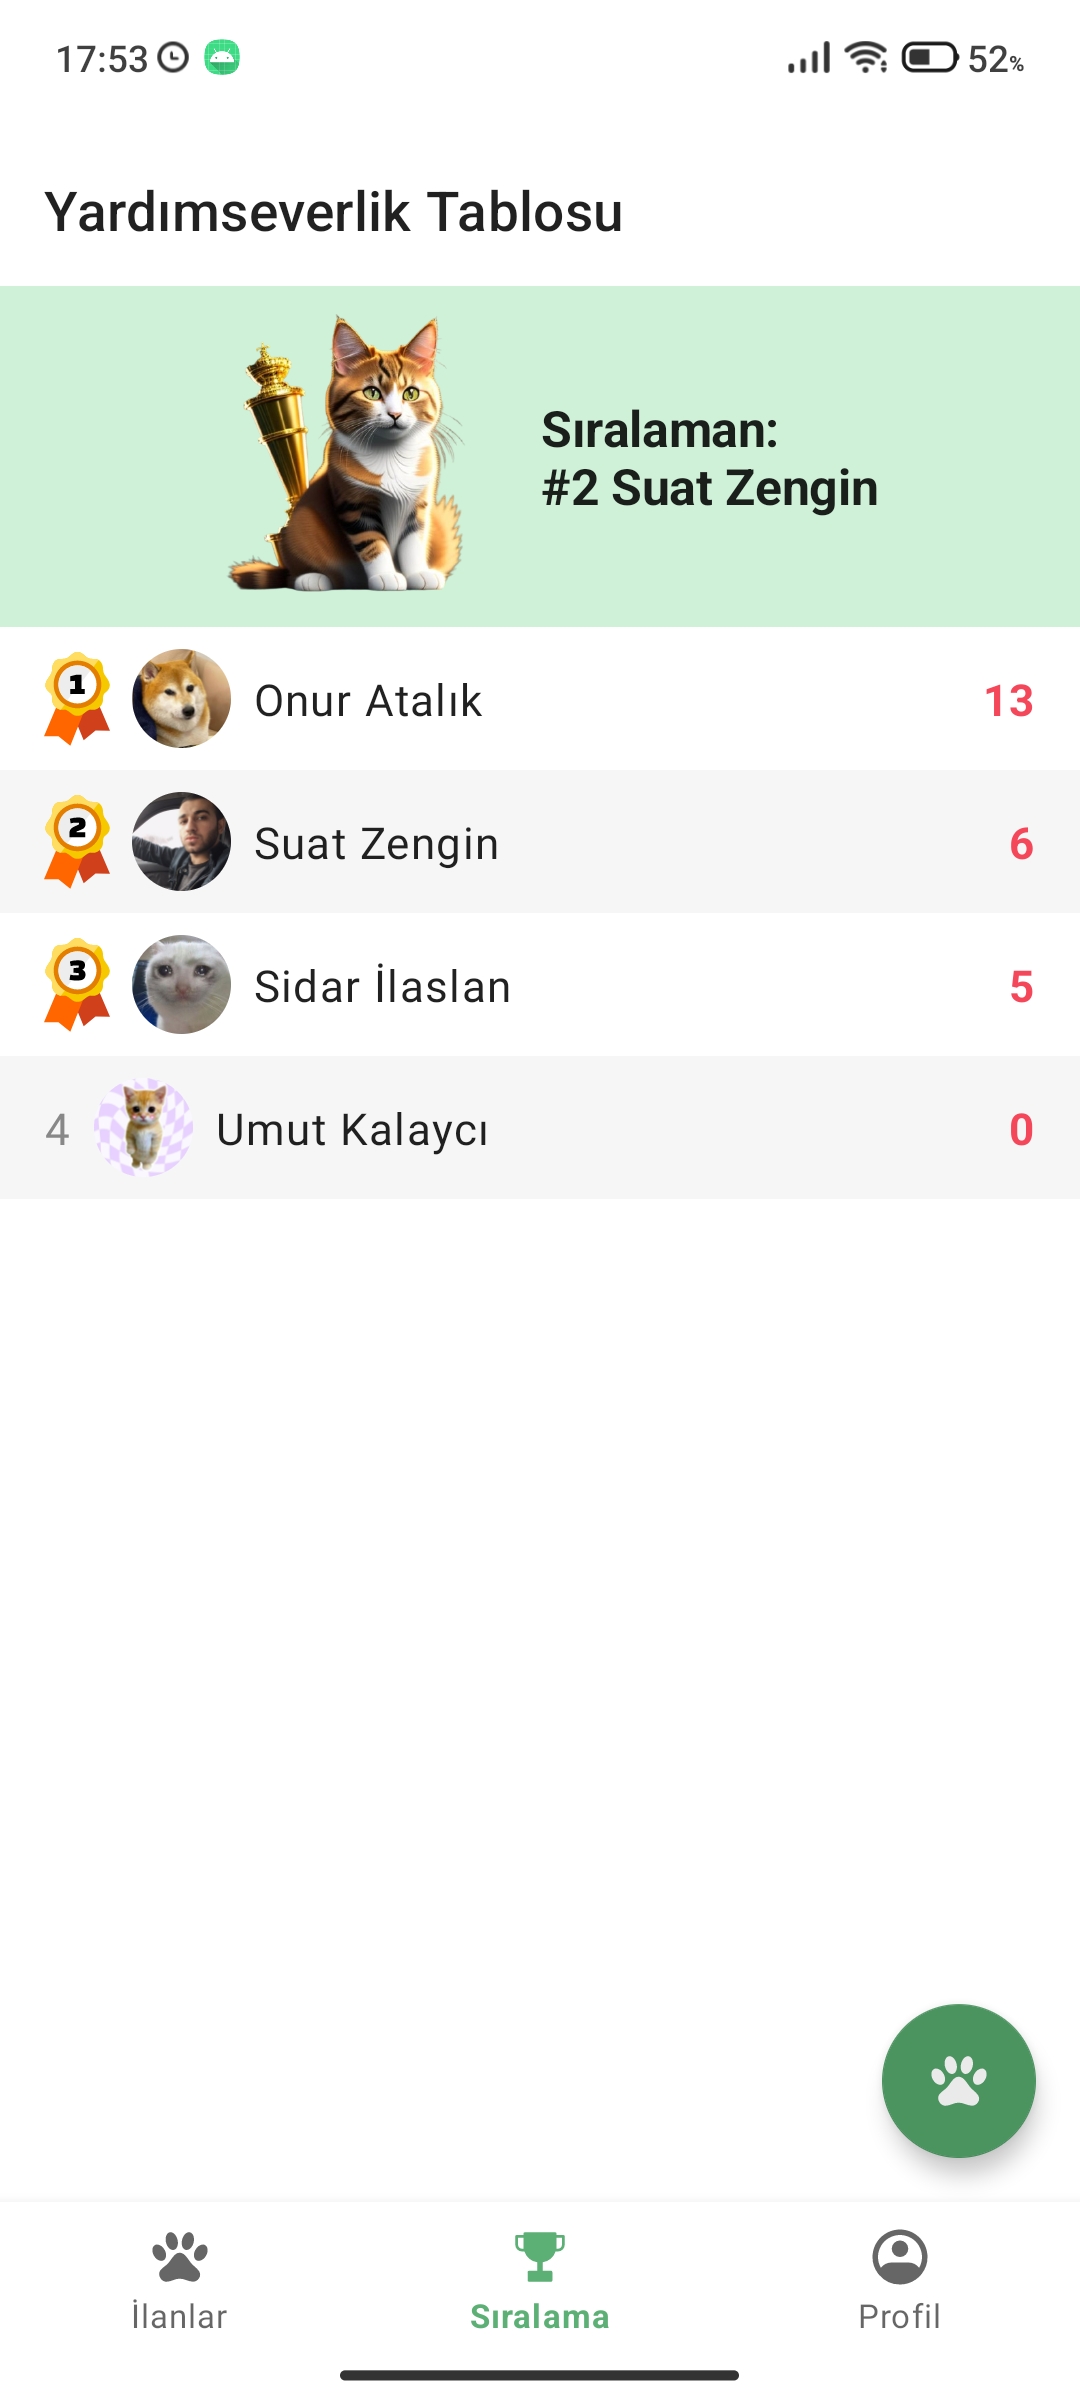 17:53
52%
Yardımseverlik Tablosu
Sıralaman:
#2 Suat Zengin
1 Onur Atalık 13
2 Suat Zengin 6
3 Sidar İlaslan 5
4 Umut Kalaycı 0
İlanlar Sıralama Profil